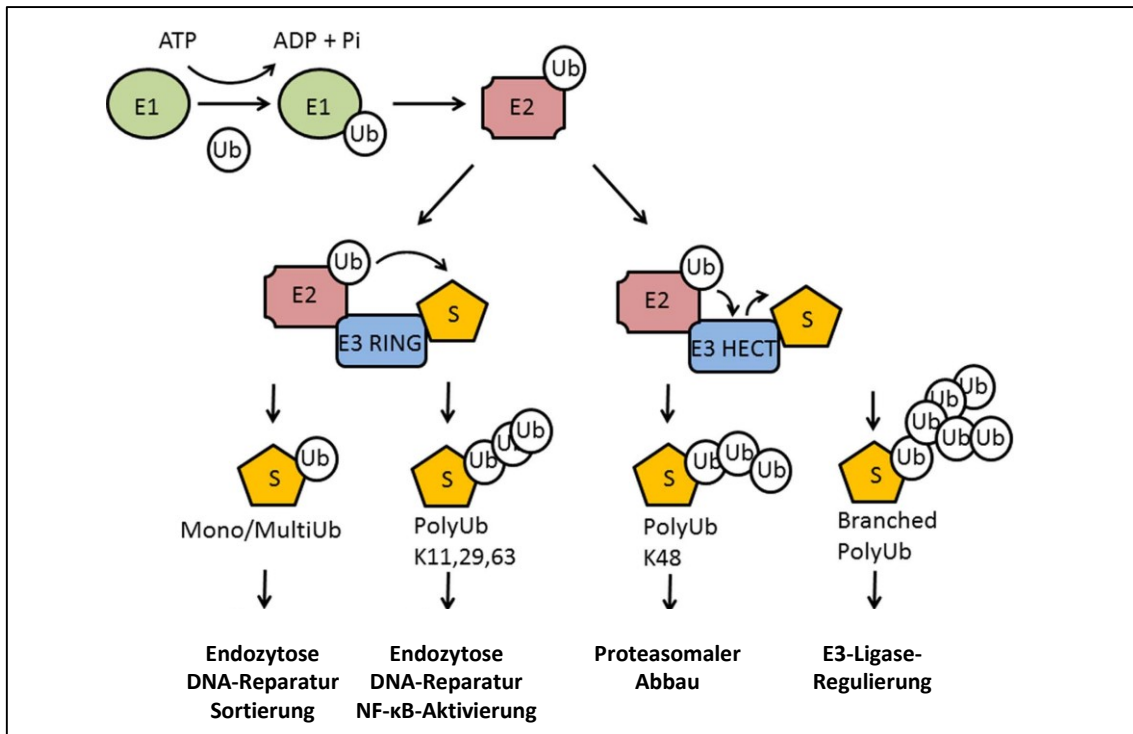 ATP
ADP + Pi
E1
E1
Ub
Ub
E2
Ub
E2
Ub
E3 RING
S
E2
Ub
E3 HECT
S
S
Ub
Mono/MultiUb
S
Ub
Ub
Ub
PolyUb
K11,29,63
S
Ub
Ub
Ub
PolyUb
K48
S
Ub
Ub
Ub
Ub
Ub
Ub
Branched
PolyUb
Endozytose
DNA-Reparatur
Sortierung
Endozytose
DNA-Reparatur
NF-κB-Aktivierung
Proteasomaler
Abbau
E3-Ligase-
Regulierung